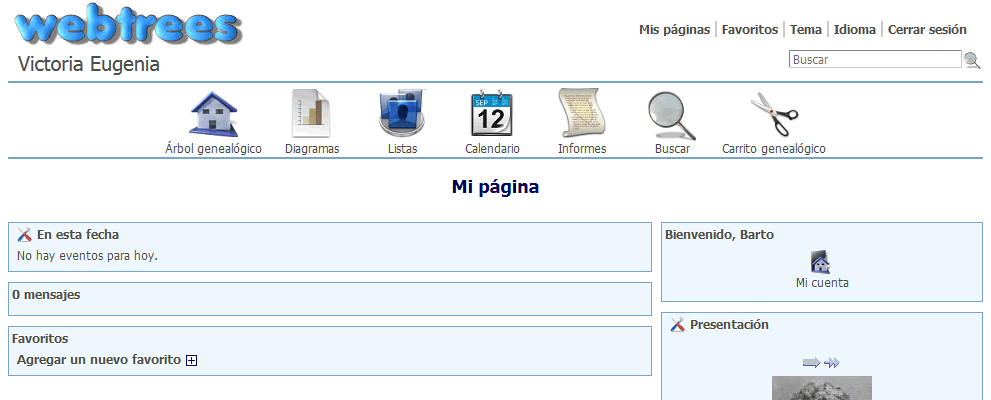 webtrees
Mis páginas | Favoritos | Tema | Idioma | Cerrar sesión
Victoria Eugenia
Buscar
SEP
12
Árbol genealógico Diagramas Listas Calendario Informes Buscar Carrito genealógico
Mi página
En esta fecha
No hay eventos para hoy.
0 mensajes
Favoritos
Agregar un nuevo favorito
Bienvenido, Barto
Mi cuenta
Presentación